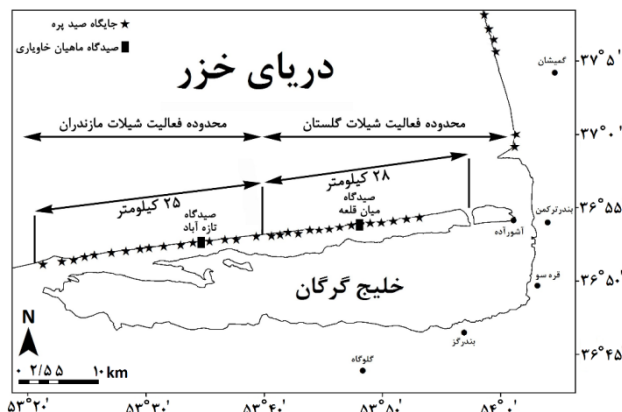 جایگاه صید پره
صیدگاه ماهیان خاویاری
دریای خزر
محدوده فعالیت شیلات مازندران
محدوده فعالیت شیلات گلستان
۲۵ کیلومتر
۲۸ کیلومتر
صیدگاه
تازه آباد
صیدگاه
میان قلعه
خلیج گرگان
گمیشان
بندرترکمن
آشوراده
قره سو
بندرگز
گلوگاه
N
۰ ۲/۵ ۵ ۱۰ km
۳۷°۵'
۳۷°۰'
۳۶°۵۵
۳۶°۵۰
۳۶°۴۵
۵۳°۲۰' ۵۳°۳۰' ۵۳°۴۰' ۵۳°۸۰' ۵۴°۰'